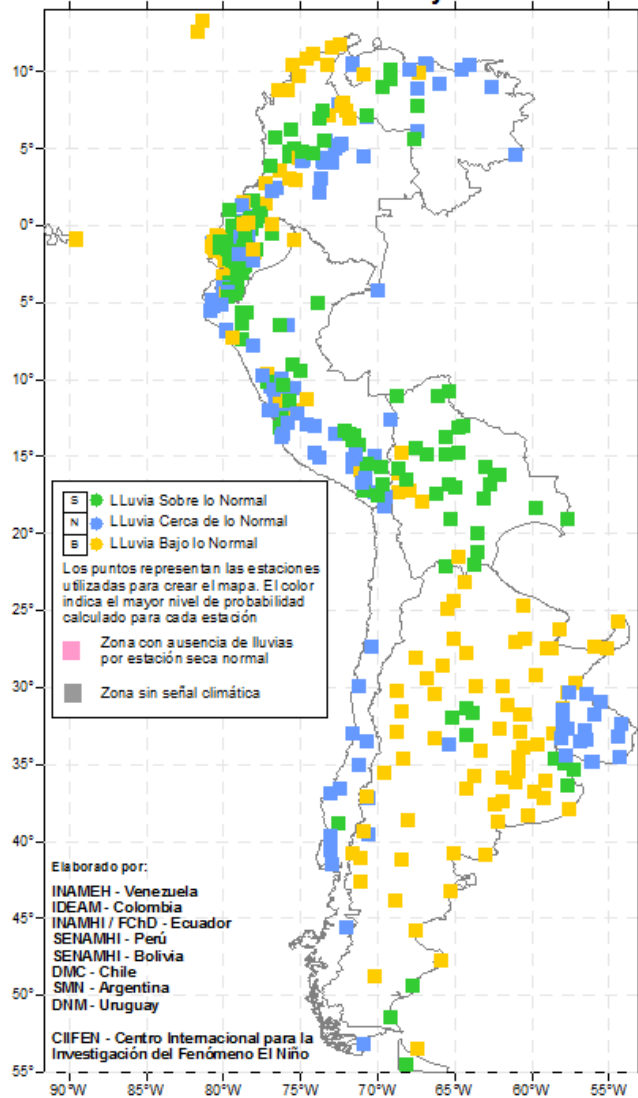 10°
5°
0°
5°
10°
15°
20°
25°
30°
35°
40°
45°
50°
55°
90°W
85°W
80°W
75°W
70°W
65°W
60°W
55°W
S LLuvia Sobre lo Normal
N LLuvia Cerca de lo Normal
B LLuvia Bajo lo Normal
Los puntos representan las estaciones
utilizadas para crear el mapa. El color
indica el mayor nivel de probabilidad
calculado para cada estación
Zona con ausencia de lluvias
por estación seca normal
Zona sin señal climática
Elaborado por:
INAMEH - Venezuela
IDEAM - Colombia
INAMHI / FChD - Ecuador
SENAMHI - Perú
SENAMHI - Bolivia
DMC - Chile
SMN - Argentina
DNM - Uruguay
CIIFEN - Centro Internacional para la
Investigación del Fenómeno El Niño